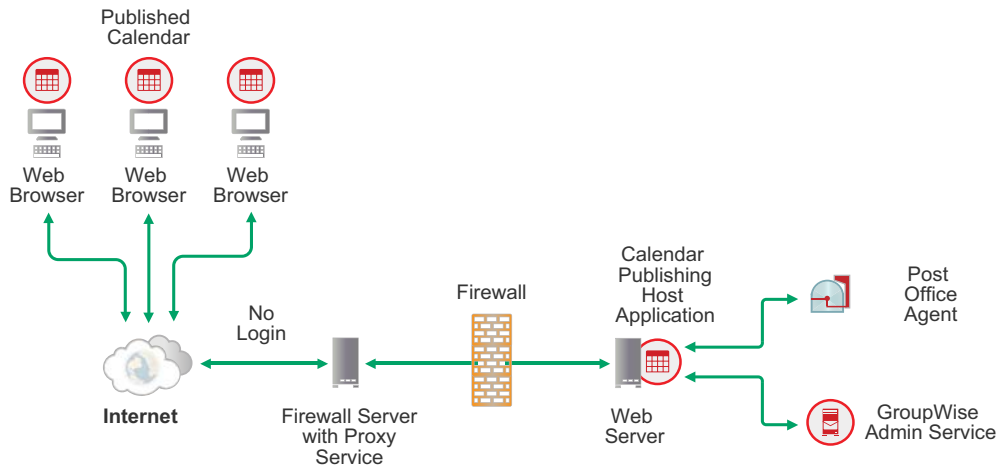 Published
Calendar
Web
Browser
Web
Browser
Web
Browser
No
Login
Internet
Firewall Server
with Proxy
Service
Firewall
Calendar
Publishing
Host
Application
Web
Server
Post
Office
Agent
GroupWise
Admin Service